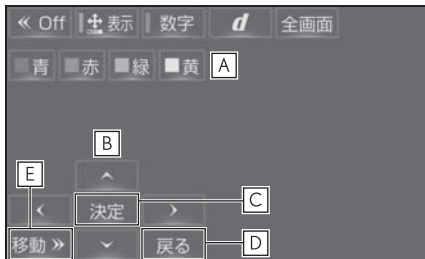 « Off 表示 数字 d 全画面
青 赤 緑 黄 A
B
E
C
決定
移動 » 戻る D